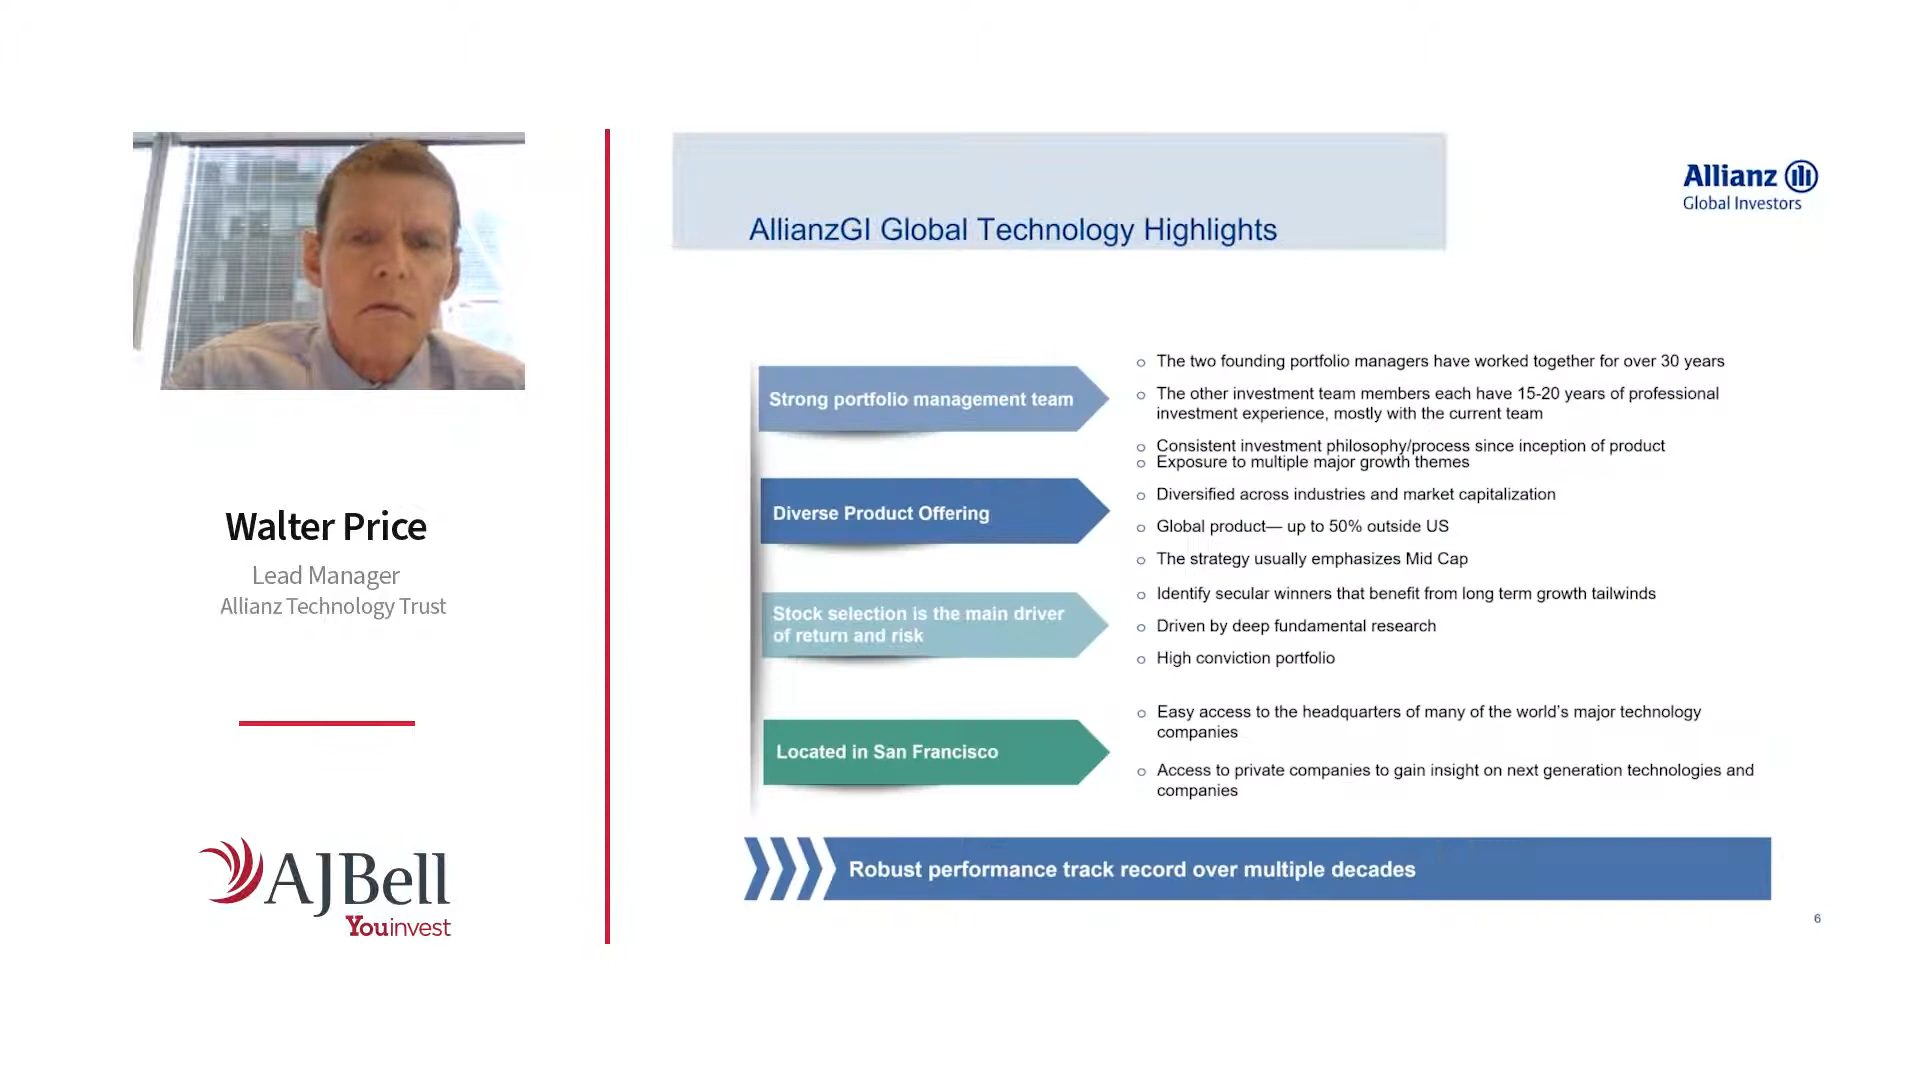 Walter Price
Lead Manager
Allianz Technology Trust
AJBell
Youinvest
AllianzGI Global Technology Highlights
Allianz
Global Investors
Strong portfolio management team
o The two founding portfolio managers have worked together for over 30 years
o The other investment team members each have 15-20 years of professional
investment experience, mostly with the current team
o Consistent investment philosophy/process since inception of product
Diverse Product Offering
o Exposure to multiple major growth themes
o Diversified across industries and market capitalization
o Global product— up to 50% outside US
o The strategy usually emphasizes Mid Cap
Stock selection is the main driver
of return and risk
o Identify secular winners that benefit from long term growth tailwinds
o Driven by deep fundamental research
o High conviction portfolio
Located in San Francisco
o Easy access to the headquarters of many of the world’s major technology
companies
o Access to private companies to gain insight on next generation technologies and
companies
Robust performance track record over multiple decades
6